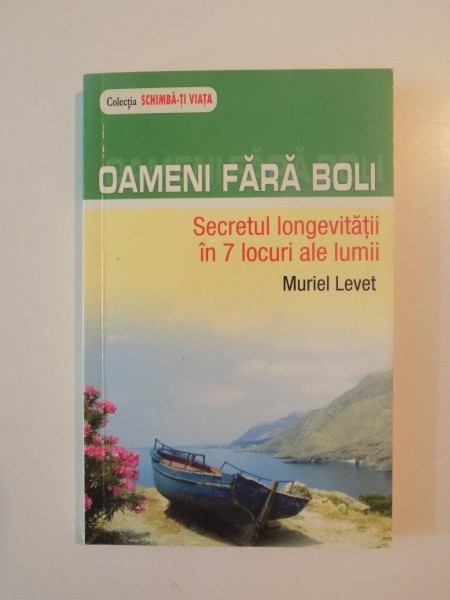 Colecția SCHIMBĂ-ȚI VIAȚA
OAMENI FĂRĂ BOLI
Secretul longevității
în 7 locuri ale lumii
Muriel Levet